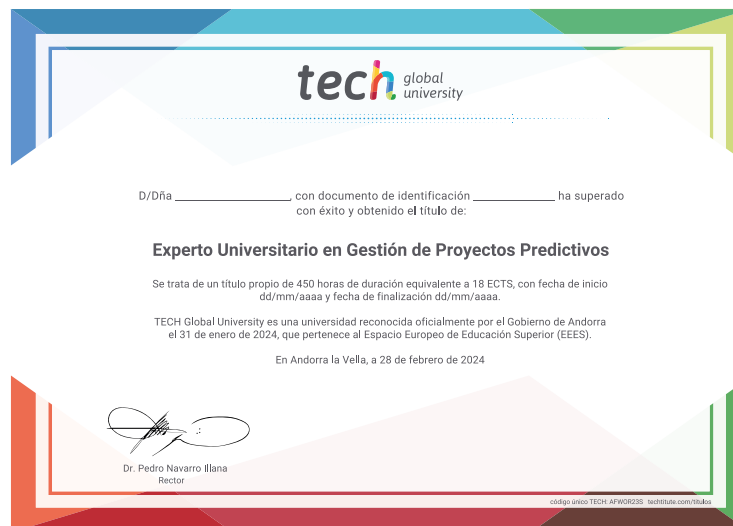 tech global university
D/Dña ______________, con documento de identificación __________ ha superado
con éxito y obtenido el título de:
Experto Universitario en Gestión de Proyectos Predictivos
Se trata de un título propio de 450 horas de duración equivalente a 18 ECTS, con fecha de inicio
dd/mm/aaaa y fecha de finalización dd/mm/aaaa.
TECH Global University es una universidad reconocida oficialmente por el Gobierno de Andorra
el 31 de enero de 2024, que pertenece al Espacio Europeo de Educación Superior (EEES).
En Andorra la Vella, a 28 de febrero de 2024
Dr. Pedro Navarro Illana
Rector
código único TECH: AFWOR23S techtitute.com/titulos